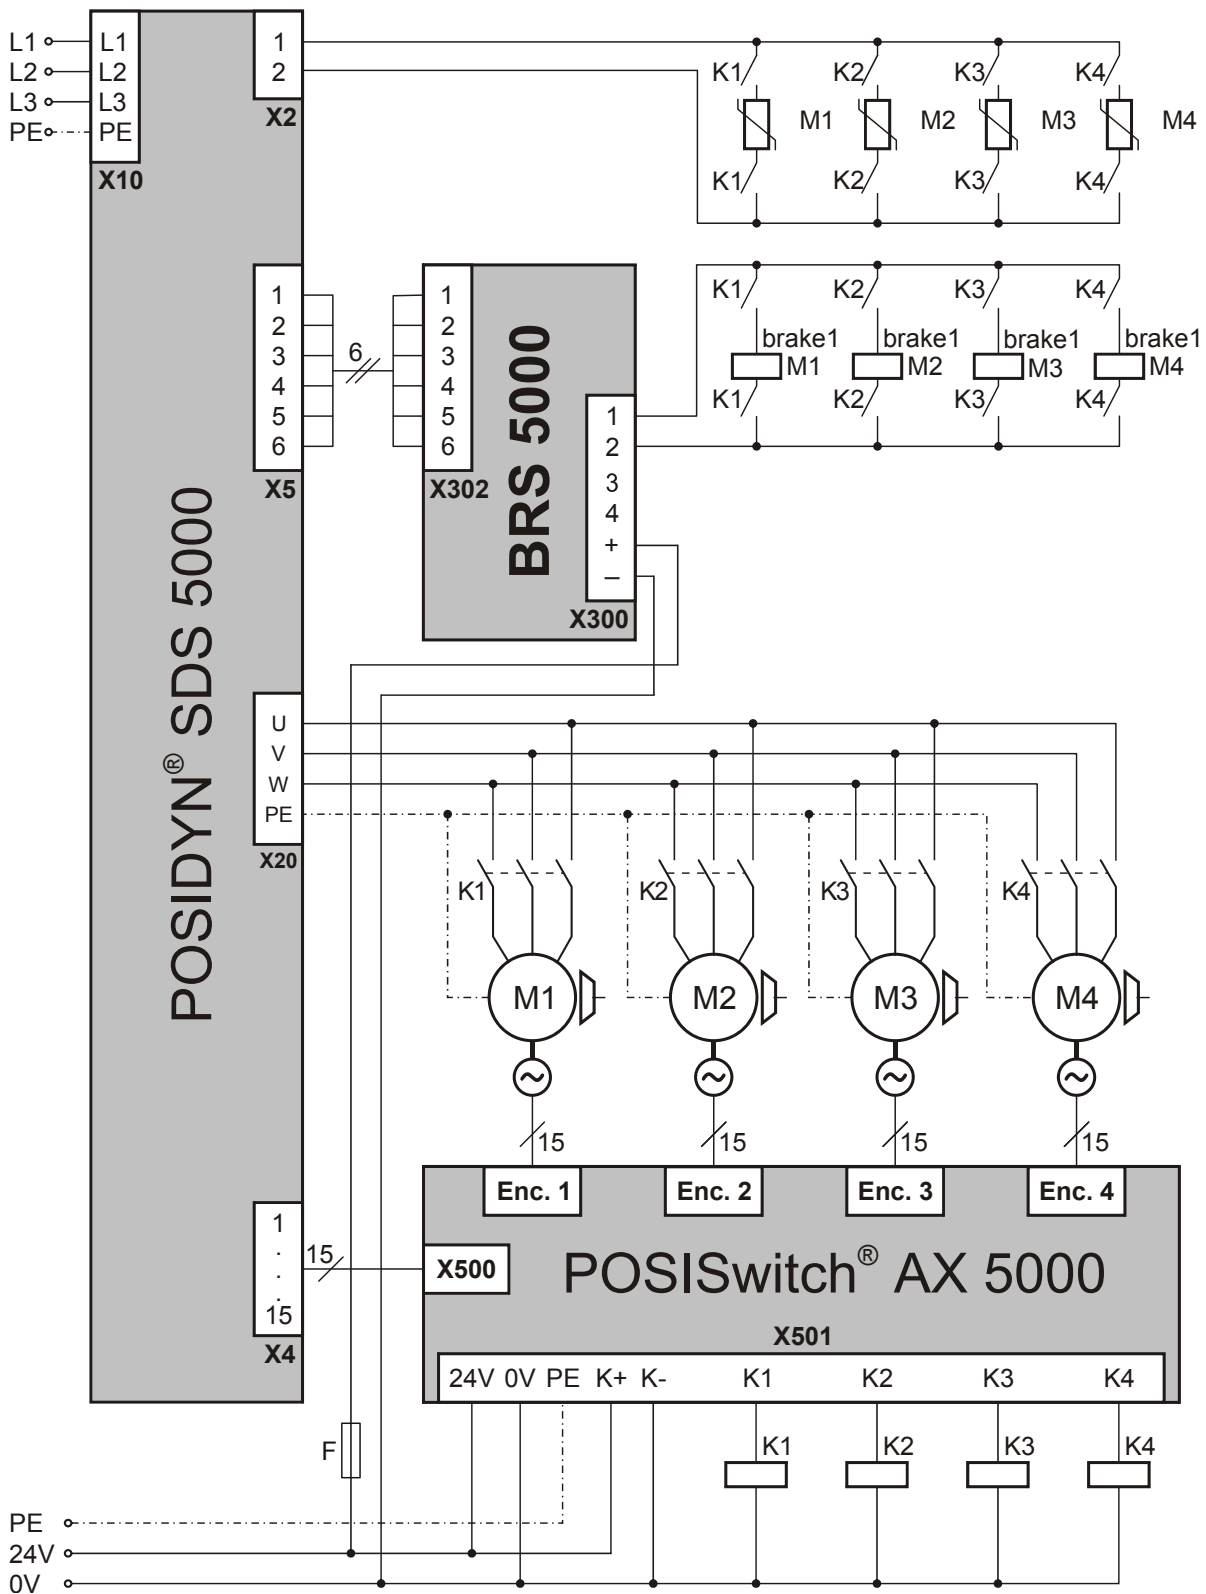 L1 L1 1
L2 L2 2
L3 L3 X2
PE PE
X10
K1 K2 K3 K4
M1 M2 M3 M4
K1 K2 K3 K4
POSIDYN® SDS 5000
1
2
3
4
5
6
X5
6
1
2
3
4
5
6
X302
BRS 5000
1
2
3
4
+
–
X300
K1 K2 K3 K4
brake1 brake1 brake1 brake1
M1 M2 M3 M4
K1 K2 K3 K4
U
V
W
PE
X20
K1 K2 K3 K4
M1 M2 M3 M4
~ ~ ~ ~
15 15 15 15
Enc. 1 Enc. 2 Enc. 3 Enc. 4
1
.
.
.
15
X4
15
X500 POSISwitch® AX 5000
X501
24V 0V PE K+ K- K1 K2 K3 K4
F K1 K2 K3 K4
PE
24V
0V